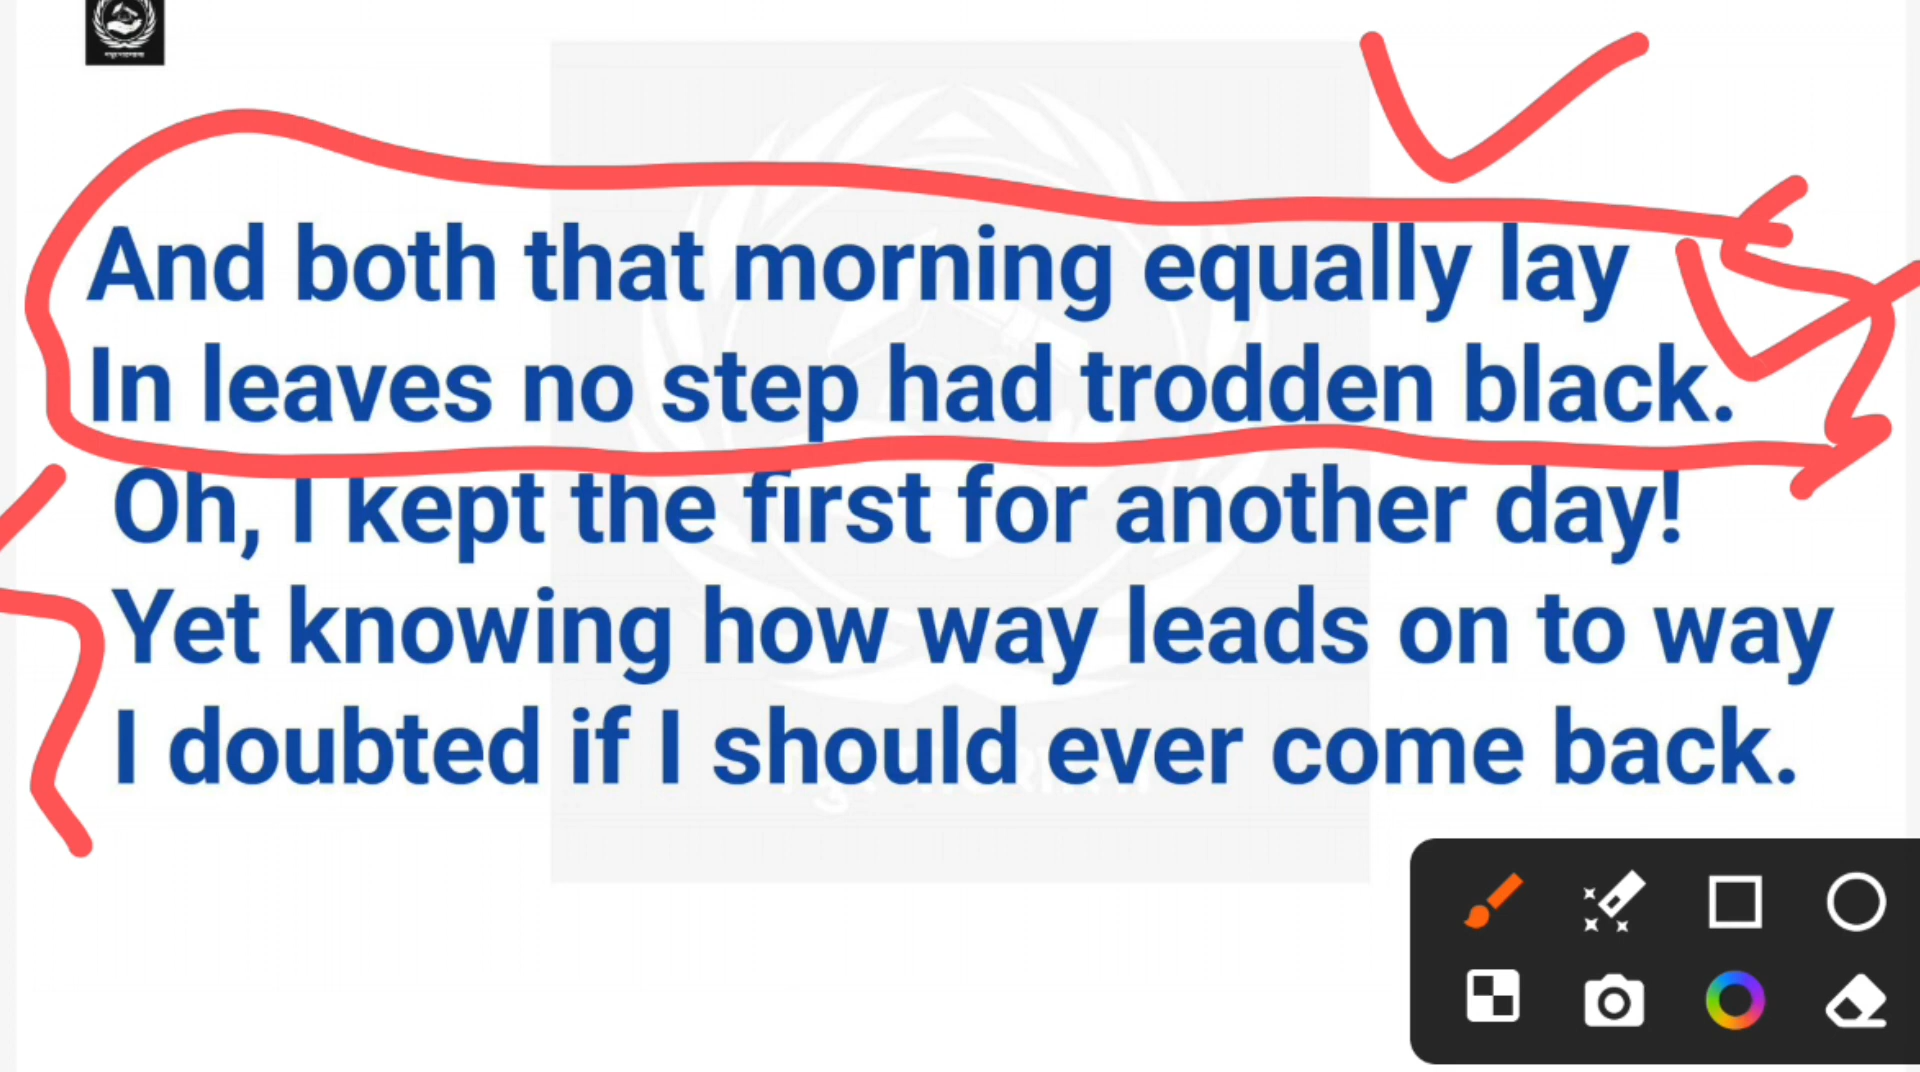 And both that morning equally lay
In leaves no step had trodden black.
Oh, I kept the first for another day!
Yet knowing how way leads on to way
I doubted if I should ever come back.